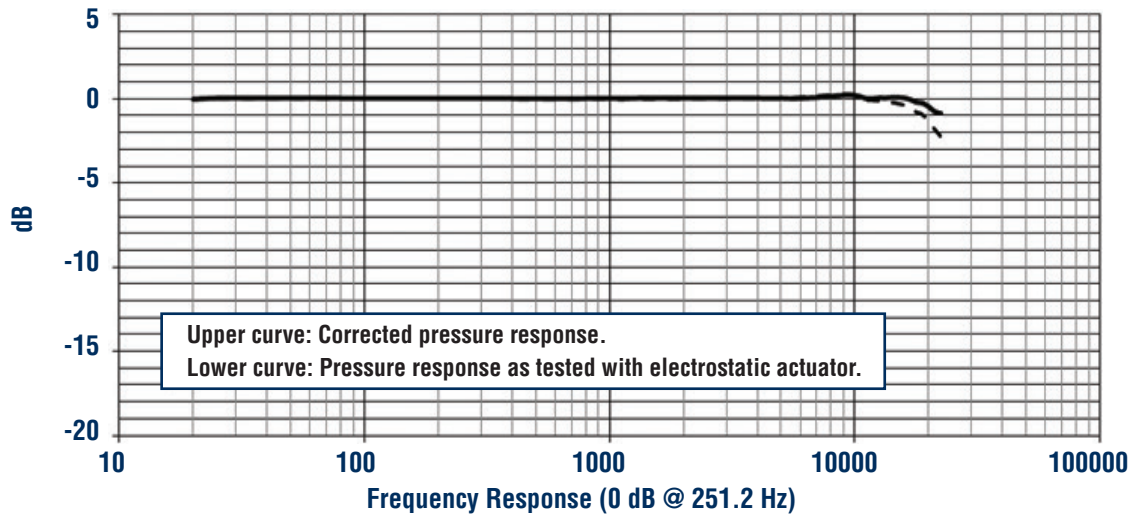 5
0
-5
-10
-15
-20
dB
Upper curve: Corrected pressure response.
Lower curve: Pressure response as tested with electrostatic actuator.
10
100
1000
10000
100000
Frequency Response (0 dB @ 251.2 Hz)